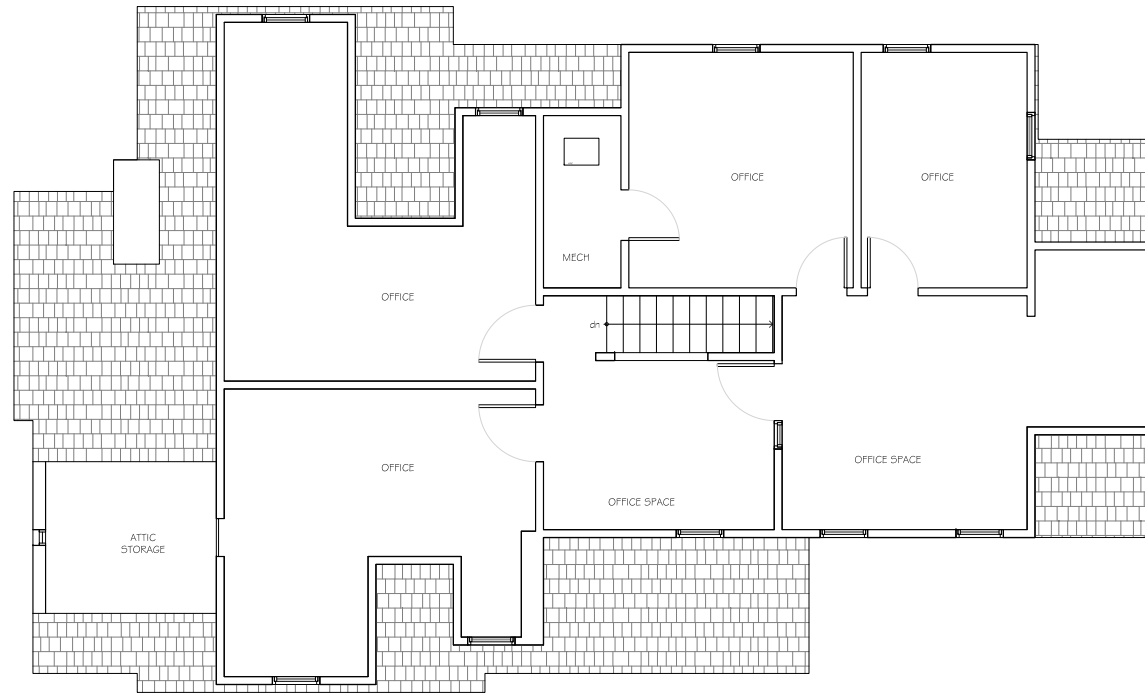 OFFICE
OFFICE
MECH
OFFICE
dn
OFFICE SPACE
OFFICE
OFFICE SPACE
ATTIC
STORAGE